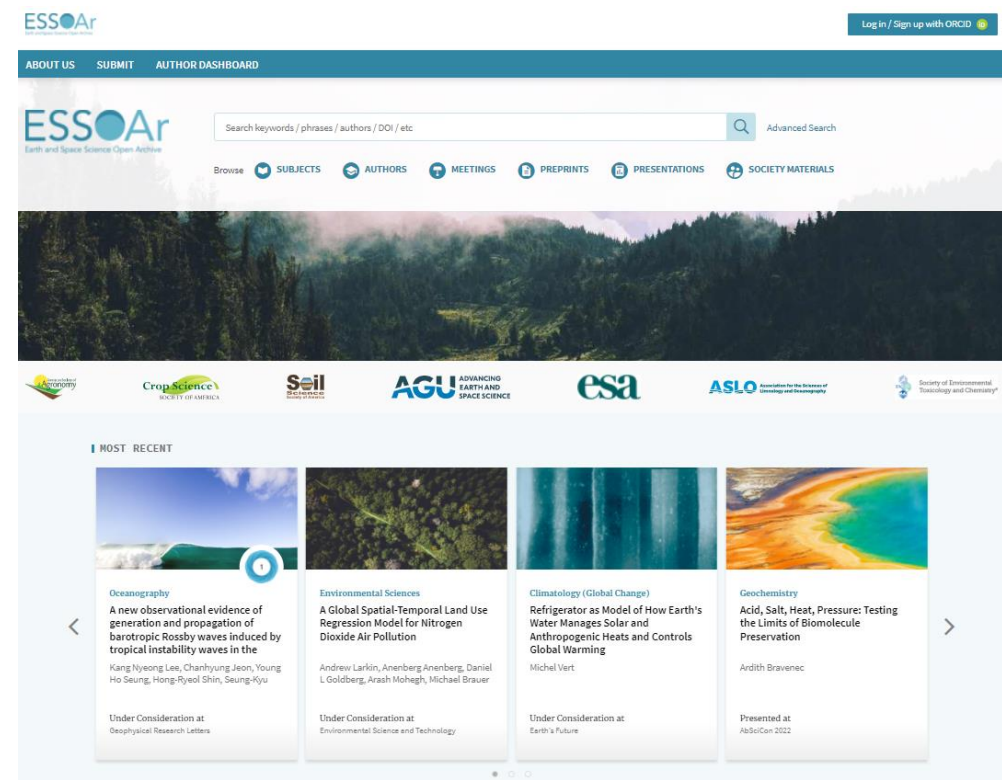 ESSOAr
Earth and Space Science Open Archive
Log in / Sign up with ORCID iD
ABOUT US SUBMIT AUTHOR DASHBOARD
ESSOAr
Earth and Space Science Open Archive
Search keywords / phrases / authors / DOI / etc
Advanced Search
Browse SUBJECTS AUTHORS MEETINGS PREPRINTS PRESENTATIONS SOCIETY MATERIALS
Agronomy
Crop Science
SOCIETY OF AMERICA
Soil
Science
Society of America
AGU ADVANCING
EARTH AND
SPACE SCIENCE
esa
ASLO Association for the Sciences of
Limnology and Oceanography
Society of Environmental
Toxicology and Chemistry®
MOST RECENT
1
Oceanography
A new observational evidence of
generation and propagation of
barotropic Rossby waves induced by
tropical instability waves in the
Kang Nyeong Lee, Chanhyung Jeon, Young
Ho Seung, Hong-Ryeol Shin, Seung-Kyu
Under Consideration at
Geophysical Research Letters
Environmental Sciences
A Global Spatial-Temporal Land Use
Regression Model for Nitrogen
Dioxide Air Pollution
Andrew Larkin, Anenberg Anenberg, Daniel
L Goldberg, Arash Mohegh, Michael Brauer
Under Consideration at
Environmental Science and Technology
Climatology (Global Change)
Refrigerator as Model of How Earth's
Water Manages Solar and
Anthropogenic Heats and Controls
Global Warming
Michel Vert
Under Consideration at
Earth's Future
Geochemistry
Acid, Salt, Heat, Pressure: Testing
the Limits of Biomolecule
Preservation
Ardith Bravenec
Presented at
AbSciCon 2022